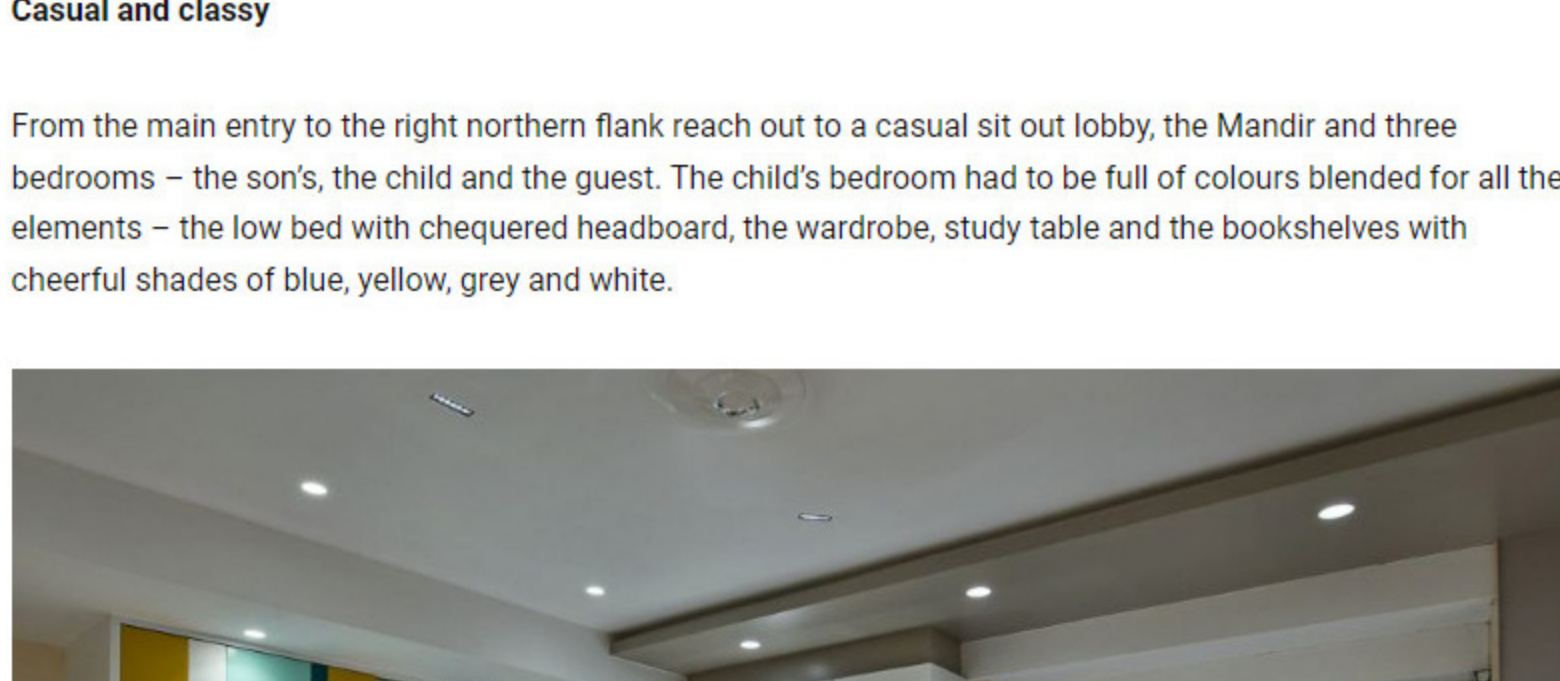 Casual and classy
From the main entry to the right northern flank reach out to a casual sit out lobby, the Mandir and three
bedrooms – the son’s, the child and the guest. The child’s bedroom had to be full of colours blended for all the
elements – the low bed with chequered headboard, the wardrobe, study table and the bookshelves with
cheerful shades of blue, yellow, grey and white.